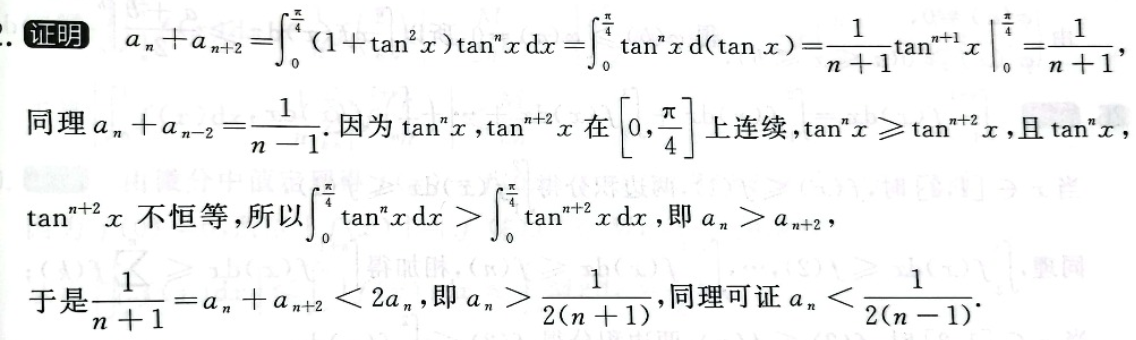 2. 证明 $a_n + a_{n+2} = \int_0^{\frac{\pi}{4}} (1+\tan^2 x)\tan^n x\,dx = \int_0^{\frac{\pi}{4}} \tan^n x\,d(\tan x) = \frac{1}{n+1}\tan^{n+1} x \Big|_0^{\frac{\pi}{4}} = \frac{1}{n+1}$,
同理 $a_n + a_{n-2} = \frac{1}{n-1}$. 因为 $\tan^n x, \tan^{n+2} x$ 在 $\left[0, \frac{\pi}{4}\right]$ 上连续, $\tan^n x \geqslant \tan^{n+2} x$, 且 $\tan^n x$,
$\tan^{n+2} x$ 不恒等, 所以 $\int_0^{\frac{\pi}{4}} \tan^n x\,dx > \int_0^{\frac{\pi}{4}} \tan^{n+2} x\,dx$, 即 $a_n > a_{n+2}$,
于是 $\frac{1}{n+1} = a_n + a_{n+2} < 2a_n$, 即 $a_n > \frac{1}{2(n+1)}$, 同理可证 $a_n < \frac{1}{2(n-1)}$.